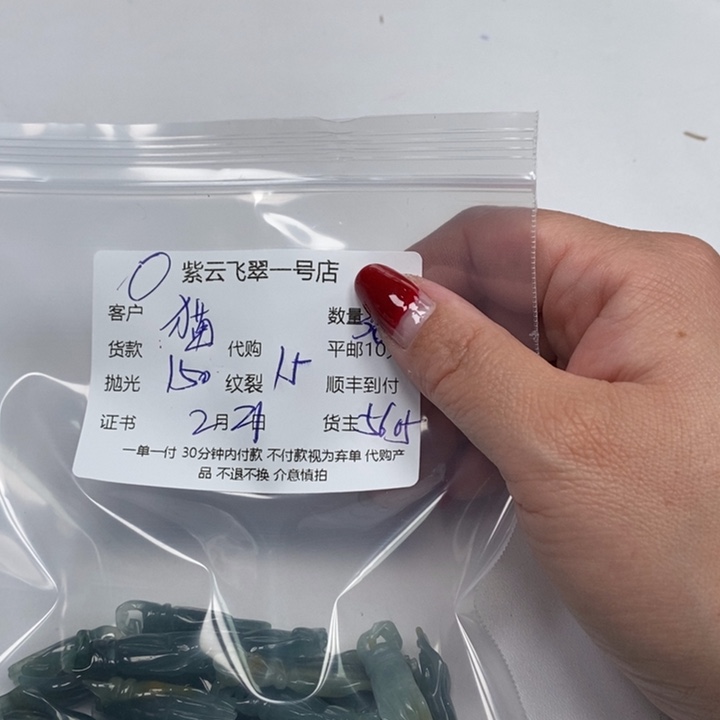 0 紫云飞翠一号店
客户 猫 数量
货款 150 代购 15 平邮10
抛光 纹裂 顺丰到付
证书 2月21日 货主 5605
一单一付 30分钟内付款 不付款视为弃单 代购产
品 不退不换 介意慎拍